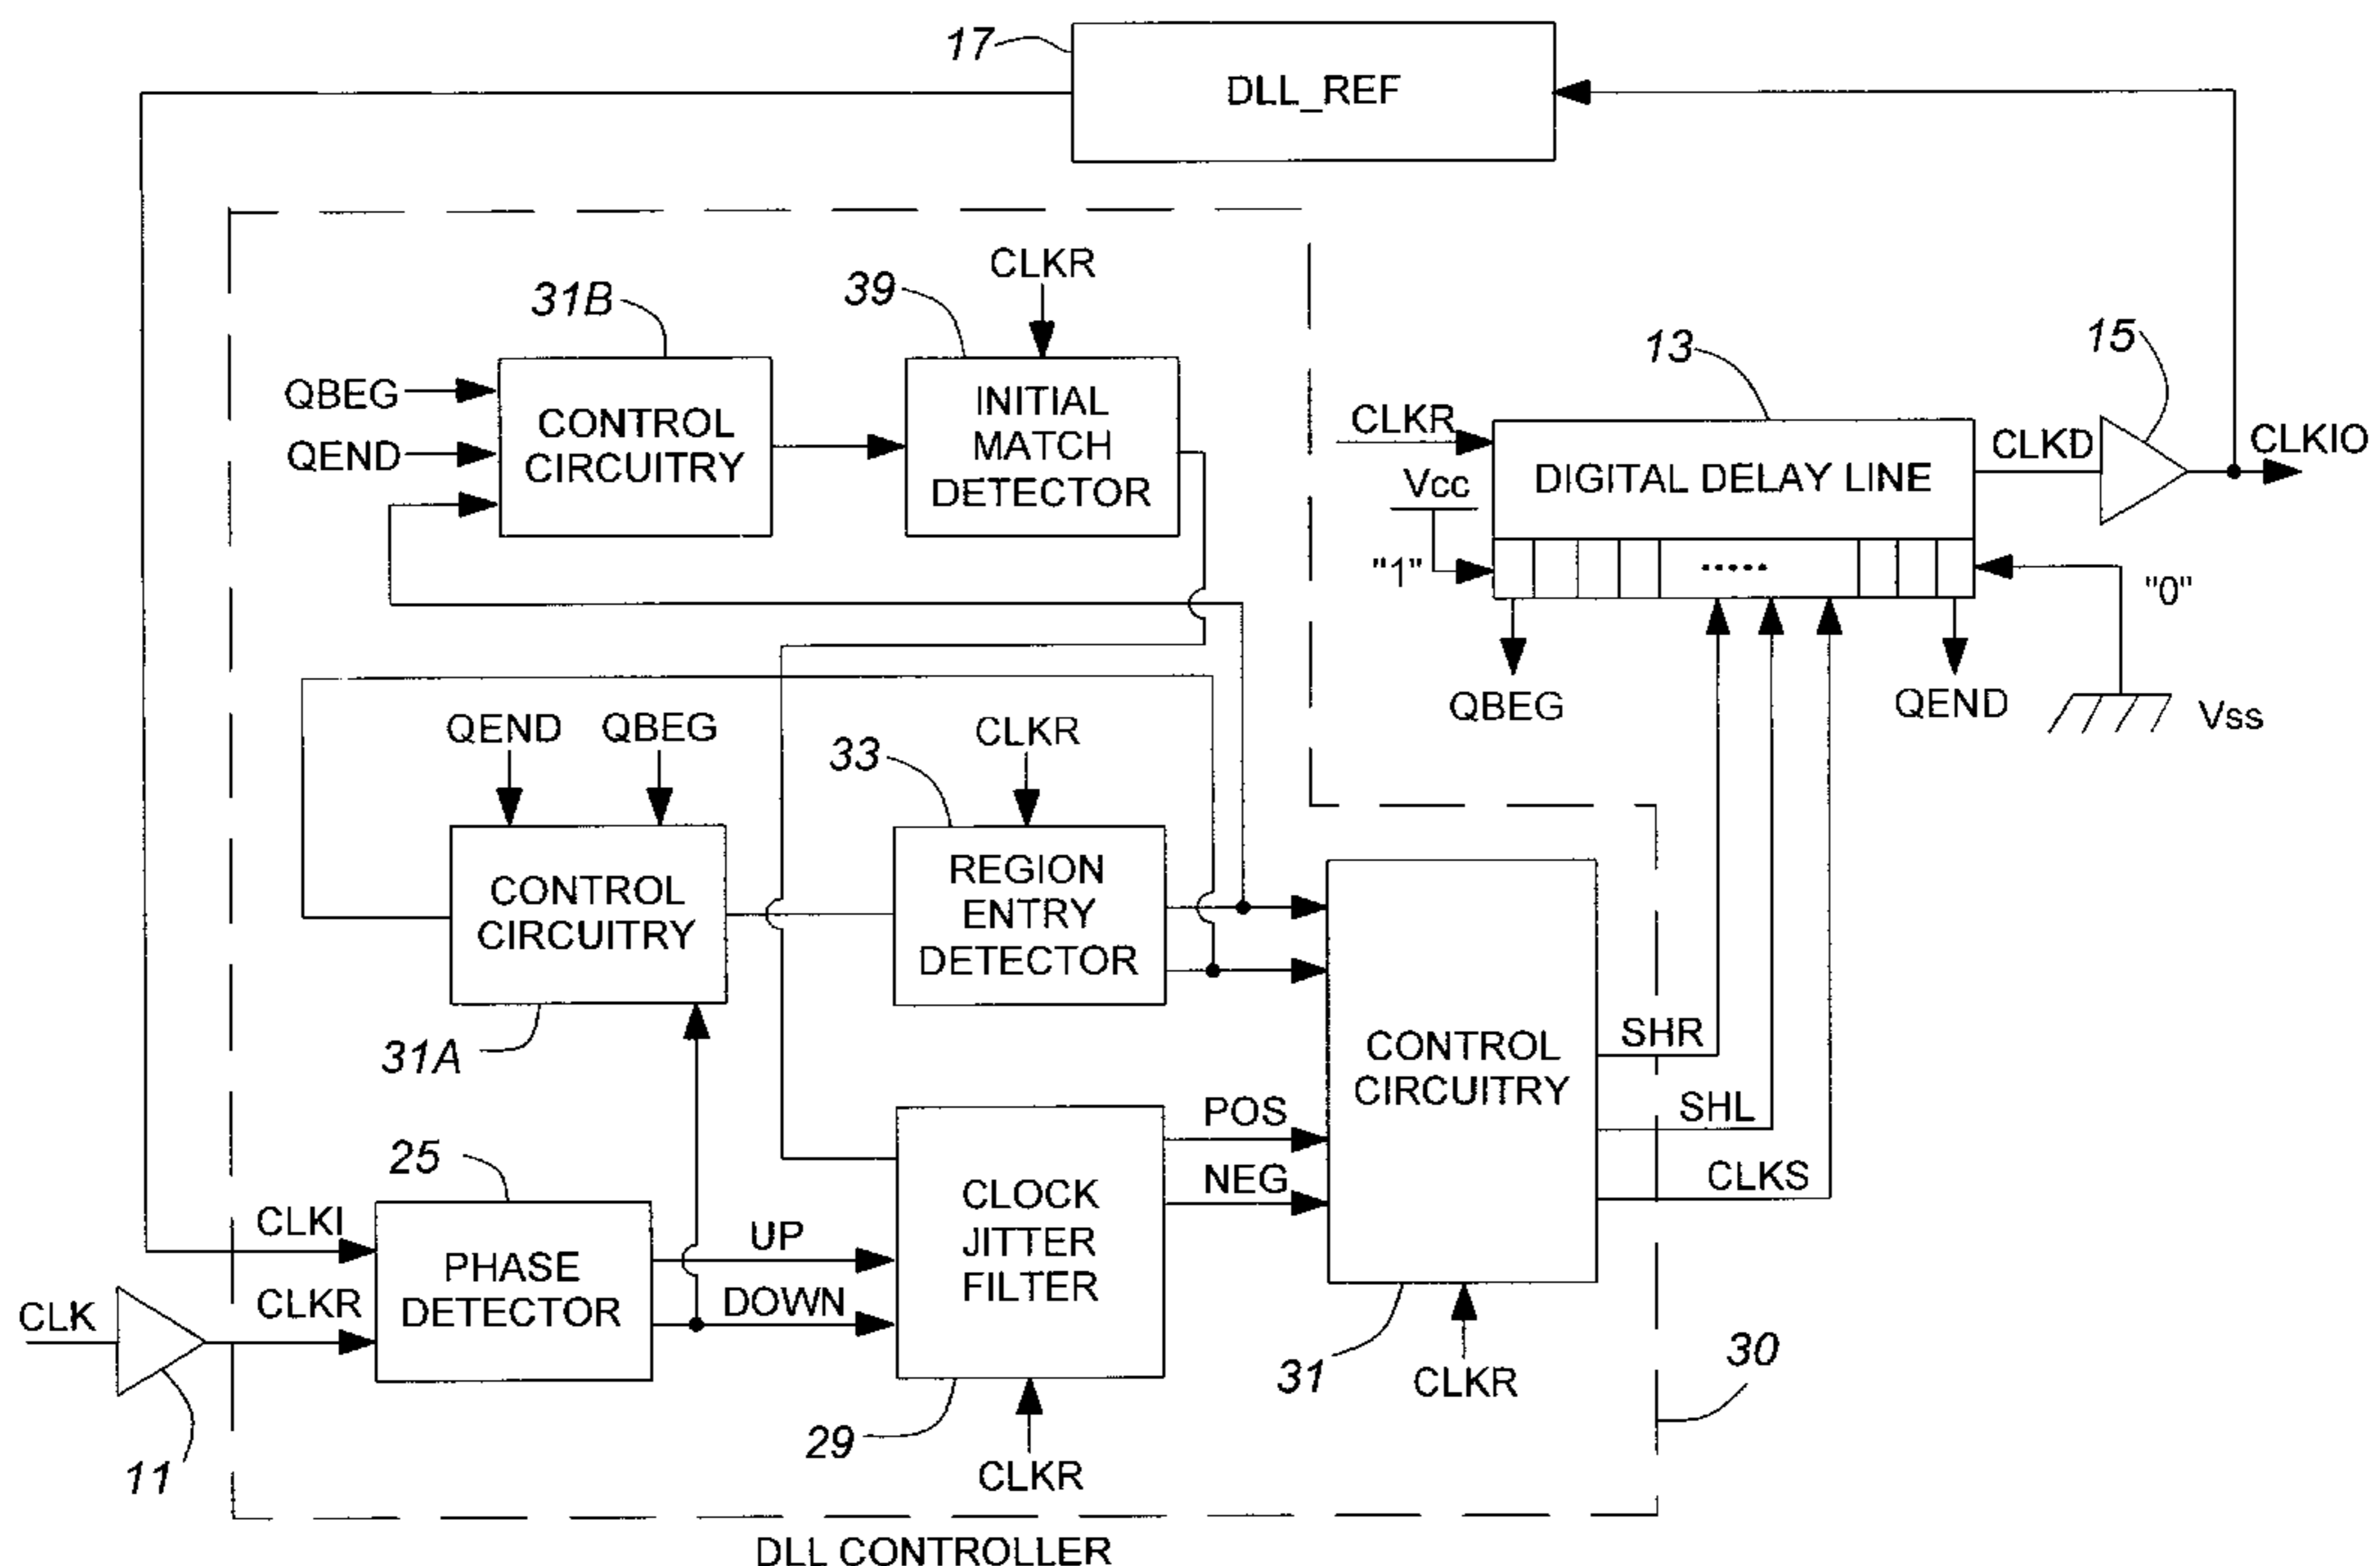 17
DLL_REF
31B
39
CLKR
QBEG
QEND
CONTROL
CIRCUITRY
INITIAL
MATCH
DETECTOR
13
15
CLKR
Vcc
"1"
DIGITAL DELAY LINE
.....
CLKD
CLKIO
"0"
QBEG
QEND
Vss
QEND
QBEG
33
CLKR
CONTROL
CIRCUITRY
31A
REGION
ENTRY
DETECTOR
CONTROL
CIRCUITRY
SHR
SHL
CLKS
25
CLKI
CLKR
CLK
11
PHASE
DETECTOR
UP
DOWN
CLOCK
JITTER
FILTER
POS
NEG
29
CLKR
31
CLKR
30
DLL CONTROLLER